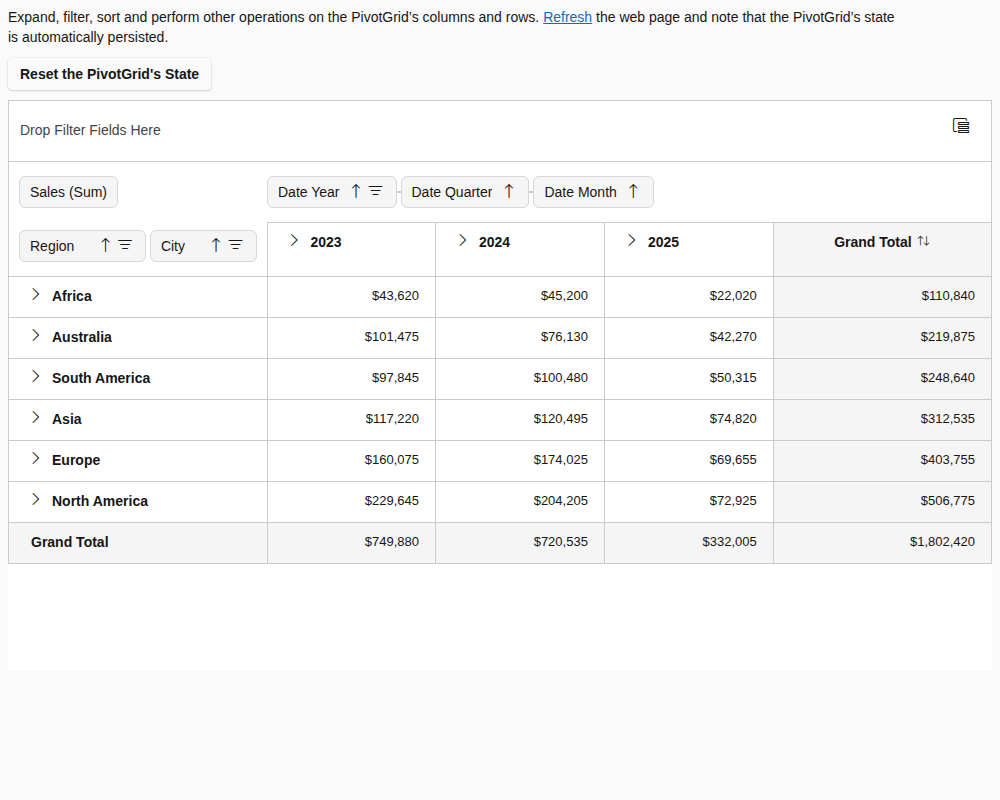 Expand, filter, sort and perform other operations on the PivotGrid's columns and rows. Refresh the web page and note that the PivotGrid's state
is automatically persisted.
Reset the PivotGrid's State
Drop Filter Fields Here
Sales (Sum) Date Year Date Quarter Date Month
Region City 2023 2024 2025 Grand Total
Africa $43,620 $45,200 $22,020 $110,840
Australia $101,475 $76,130 $42,270 $219,875
South America $97,845 $100,480 $50,315 $248,640
Asia $117,220 $120,495 $74,820 $312,535
Europe $160,075 $174,025 $69,655 $403,755
North America $229,645 $204,205 $72,925 $506,775
Grand Total $749,880 $720,535 $332,005 $1,802,420